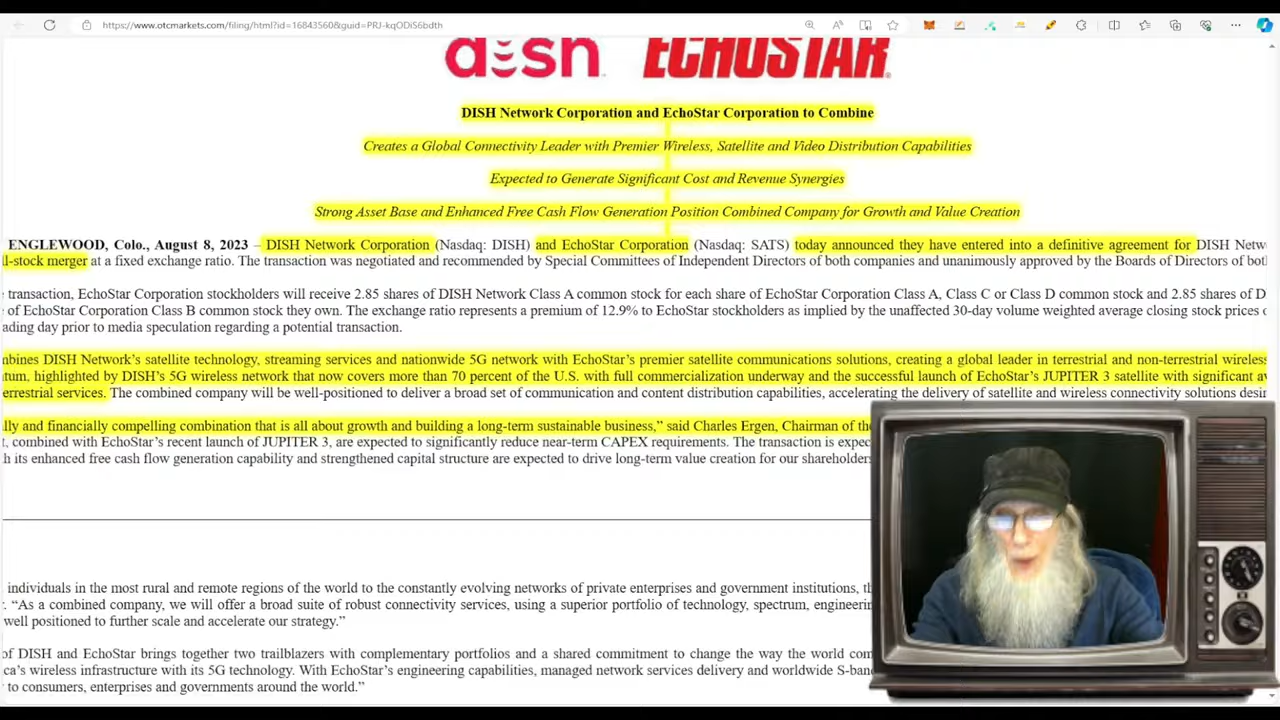 https://www.otcmarkets.com/filing/html?id=16843560&guid=PRJ-kqODiS6bdth
dish ECHOSTAR
DISH Network Corporation and EchoStar Corporation to Combine
Creates a Global Connectivity Leader with Premier Wireless, Satellite and Video Distribution Capabilities
Expected to Generate Significant Cost and Revenue Synergies
Strong Asset Base and Enhanced Free Cash Flow Generation Position Combined Company for Growth and Value Creation
ENGLEWOOD, Colo., August 8, 2023 – DISH Network Corporation (Nasdaq: DISH) and EchoStar Corporation (Nasdaq: SATS) today announced they have entered into a definitive agreement for DISH Netw
ll-stock merger at a fixed exchange ratio. The transaction was negotiated and recommended by Special Committees of Independent Directors of both companies and unanimously approved by the Boards of Directors of bot
transaction, EchoStar Corporation stockholders will receive 2.85 shares of DISH Network Class A common stock for each share of EchoStar Corporation Class A, Class C or Class D common stock and 2.85 shares of D
of EchoStar Corporation Class B common stock they own. The exchange ratio represents a premium of 12.9% to EchoStar stockholders as implied by the unaffected 30-day volume weighted average closing stock prices
ading day prior to media speculation regarding a potential transaction.
mbines DISH Network’s satellite technology, streaming services and nationwide 5G network with EchoStar’s premier satellite communications solutions, creating a global leader in terrestrial and non-terrestrial wireless
tum, highlighted by DISH’s 5G wireless network that now covers more than 70 percent of the U.S. with full commercialization underway and the successful launch of EchoStar’s JUPITER 3 satellite with significant av
errestrial services. The combined company will be well-positioned to deliver a broad set of communication and content distribution capabilities, accelerating the delivery of satellite and wireless connectivity solutions desi
lly and financially compelling combination that is all about growth and building a long-term sustainable business,” said Charles Ergen, Chairman of the
t, combined with EchoStar’s recent launch of JUPITER 3, are expected to significantly reduce near-term CAPEX requirements. The transaction is expec
h its enhanced free cash flow generation capability and strengthened capital structure are expected to drive long-term value creation for our shareholders
individuals in the most rural and remote regions of the world to the constantly evolving networks of private enterprises and government institutions, th
r. “As a combined company, we will offer a broad suite of robust connectivity services, using a superior portfolio of technology, spectrum, engineerin
well positioned to further scale and accelerate our strategy.”
of DISH and EchoStar brings together two trailblazers with complementary portfolios and a shared commitment to change the way the world com
ca’s wireless infrastructure with its 5G technology. With EchoStar’s engineering capabilities, managed network services delivery and worldwide S-ban
to consumers, enterprises and governments around the world.”